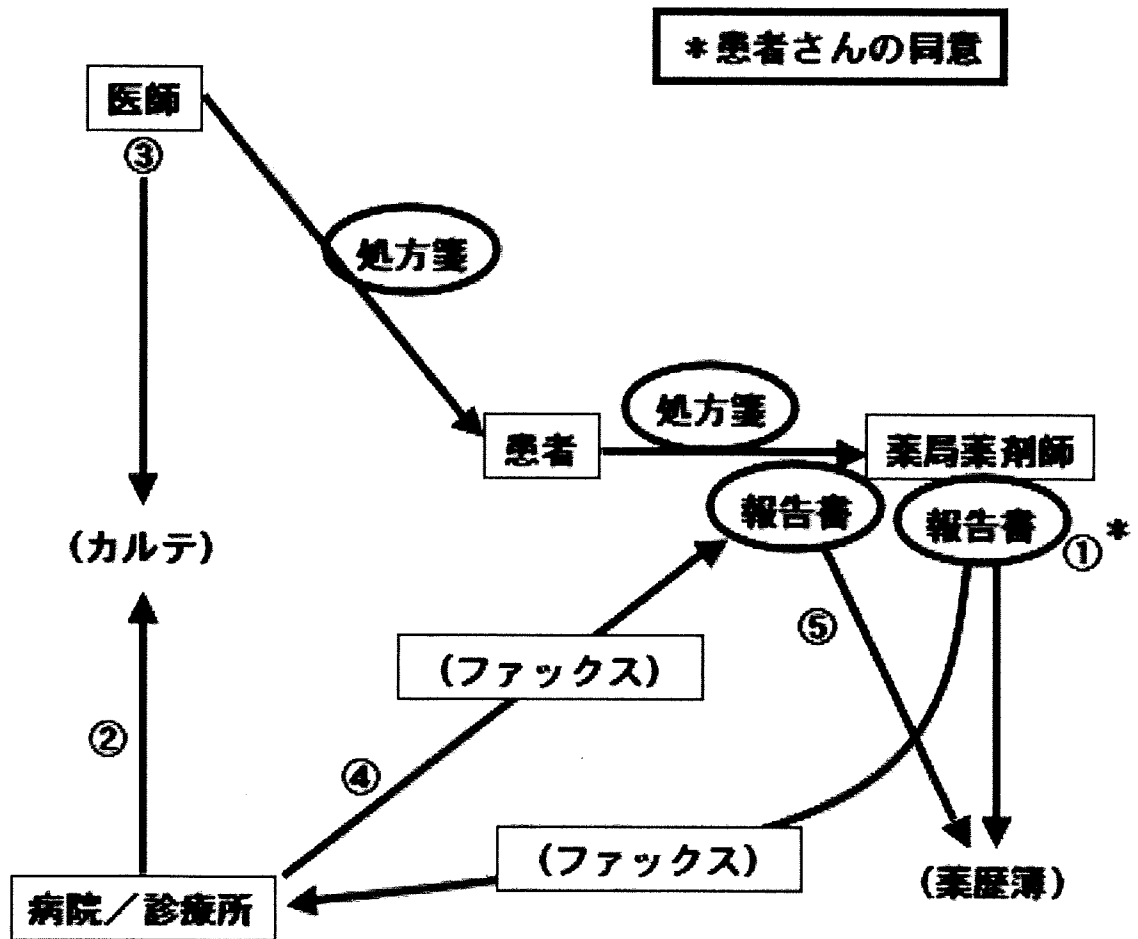 *患者さんの同意
医師
③
処方箋
処方箋
患者
薬局薬剤師
報告書
報告書
①*
(カルテ)
⑤
(ファックス)
②
④
(ファックス)
(薬歴簿)
病院/診療所